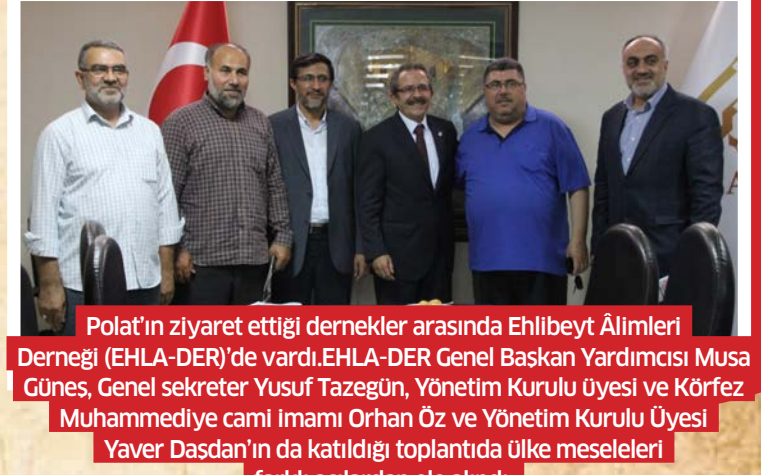 Polat'ın ziyaret ettiği dernekler arasında Ehlibeyt Âlimleri
Derneği (EHLA-DER)'de vardı.EHLA-DER Genel Başkan Yardımcısı Musa
Güneş, Genel sekreter Yusuf Tazegün, Yönetim Kurulu üyesi ve Körfez
Muhammediye cami imamı Orhan Öz ve Yönetim Kurulu Üyesi
Yaver Daşdan'ın da katıldığı toplantıda ülke meseleleri